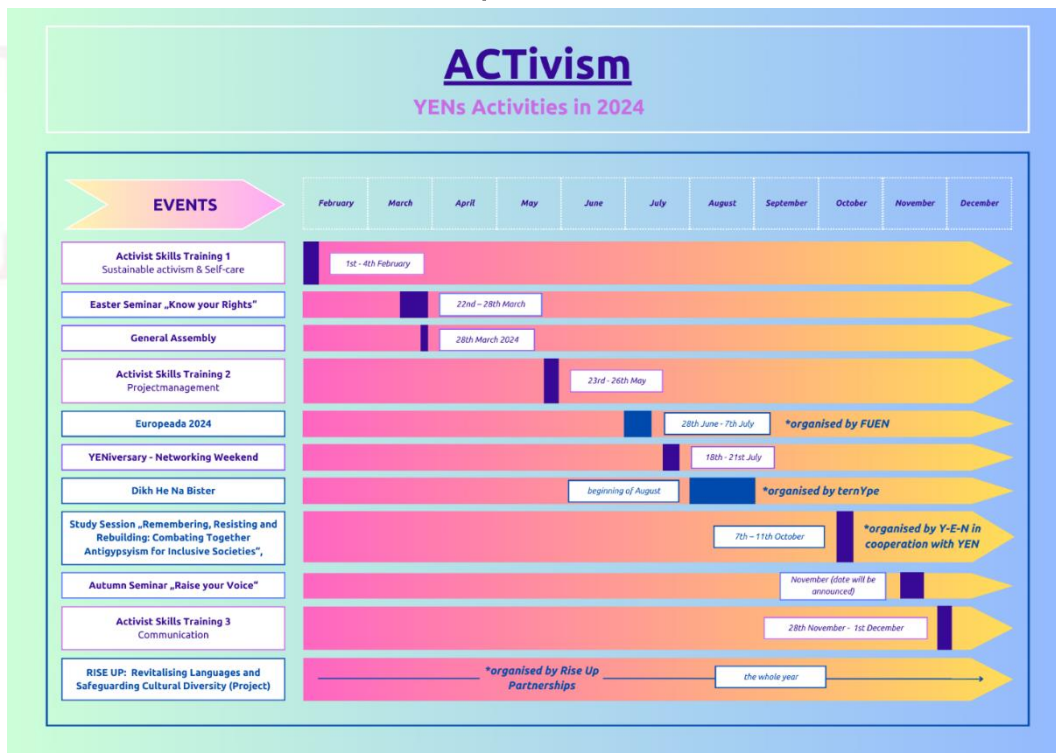 ACTivism
YENs Activities in 2024
EVENTS
February March April May June July August September October November December
Activist Skills Training 1
Sustainable activism & Self-care
1st - 4th February
Easter Seminar „Know your Rights“
22nd – 28th March
General Assembly
28th March 2024
Activist Skills Training 2
Projectmanagement
23rd - 26th May
Europeada 2024
28th June - 7th July
*organised by FUEN
YENiversary - Networking Weekend
18th - 21st July
Dikh He Na Bister
beginning of August
*organised by ternYpe
Study Session „Remembering, Resisting and
Rebuilding: Combating Together
Antigypsyism for Inclusive Societies“,
7th – 11th October
*organised by Y-E-N in
cooperation with YEN
Autumn Seminar „Raise your Voice“
November (date will be
announced)
Activist Skills Training 3
Communication
28th November - 1st December
RISE UP: Revitalising Languages and
Safeguarding Cultural Diversity (Project)
*organised by Rise Up
Partnerships
the whole year